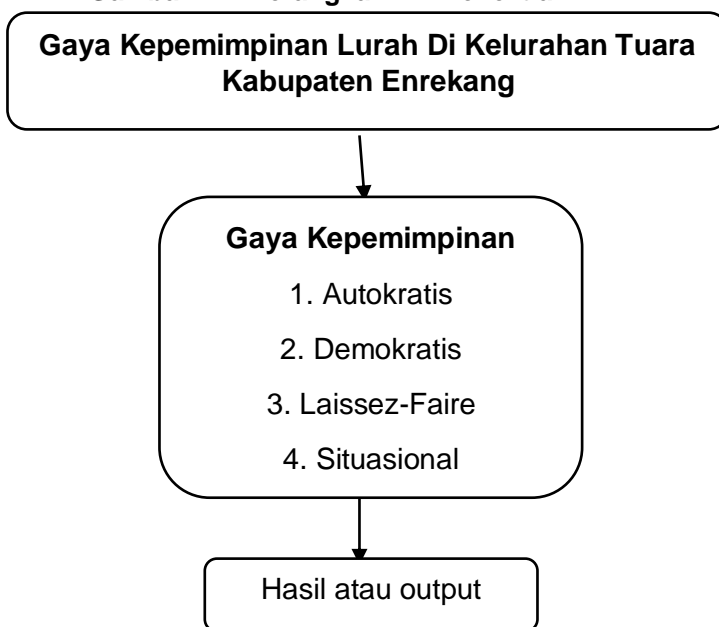 Gaya Kepemimpinan Lurah Di Kelurahan Tuara
Kabupaten Enrekang
Gaya Kepemimpinan
1. Autokratis
2. Demokratis
3. Laissez-Faire
4. Situasional
Hasil atau output